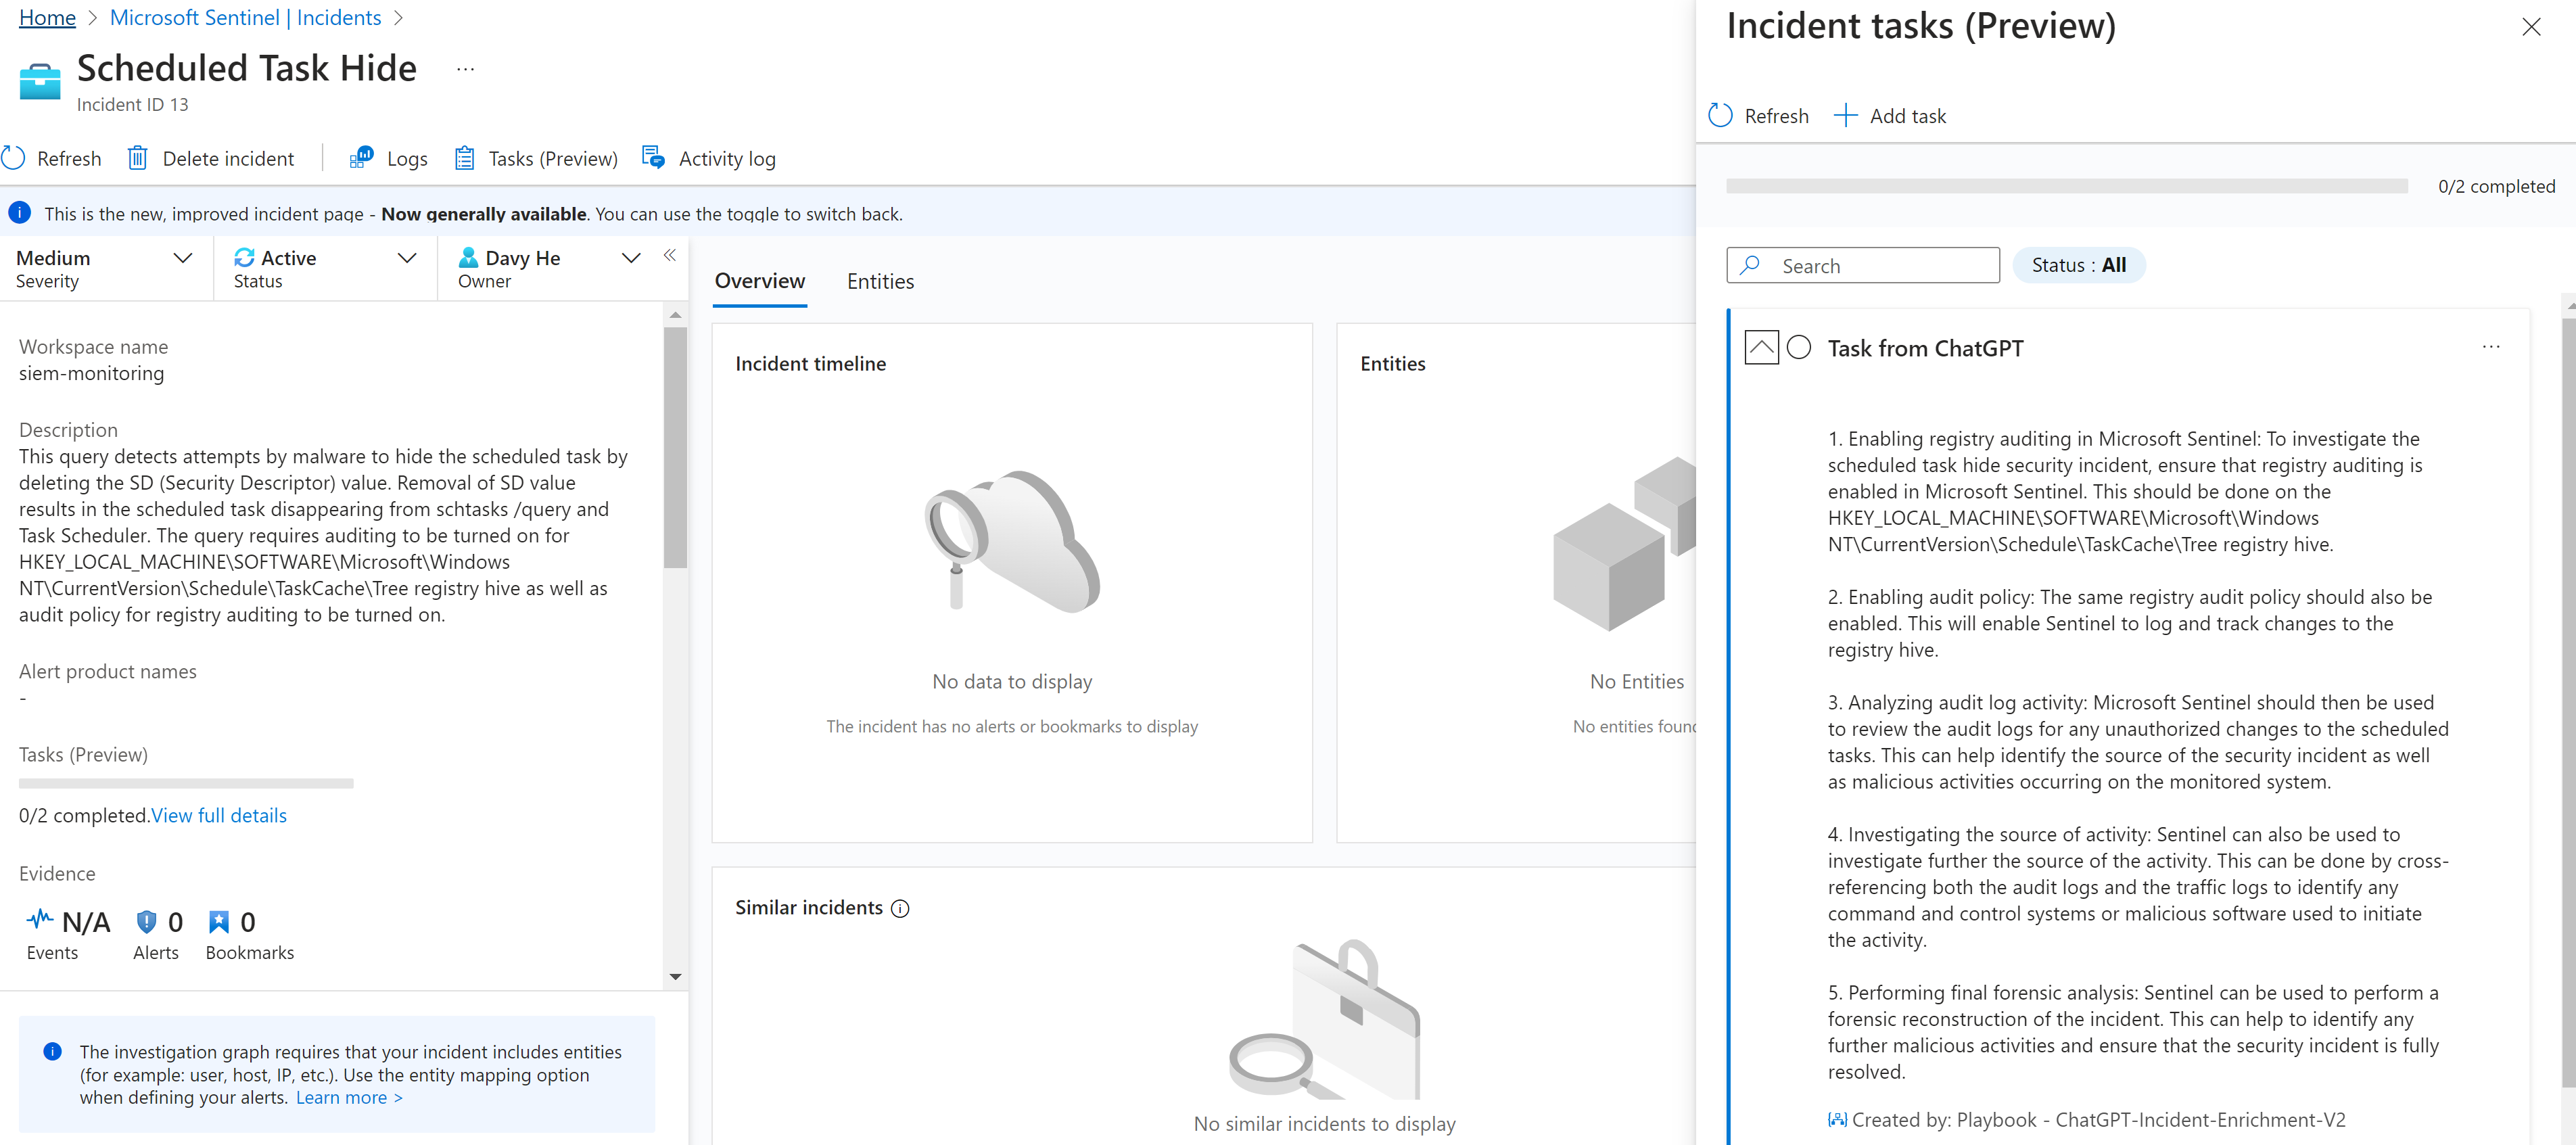 Home > Microsoft Sentinel | Incidents >
Scheduled Task Hide ...
Incident ID 13
Refresh Delete incident Logs Tasks (Preview) Activity log
This is the new, improved incident page - Now generally available. You can use the toggle to switch back.
Medium
Severity
Active
Status
Davy He
Owner
Workspace name
siem-monitoring
Description
This query detects attempts by malware to hide the scheduled task by
deleting the SD (Security Descriptor) value. Removal of SD value
results in the scheduled task disappearing from schtasks /query and
Task Scheduler. The query requires auditing to be turned on for
HKEY_LOCAL_MACHINE\SOFTWARE\Microsoft\Windows
NT\CurrentVersion\Schedule\TaskCache\Tree registry hive as well as
audit policy for registry auditing to be turned on.
Alert product names
-
Tasks (Preview)
0/2 completed.View full details
Evidence
N/A 0 0
Events Alerts Bookmarks
The investigation graph requires that your incident includes entities
(for example: user, host, IP, etc.). Use the entity mapping option
when defining your alerts. Learn more >
Overview Entities
Incident timeline
No data to display
The incident has no alerts or bookmarks to display
Entities
No Entities
No entities found
Similar incidents
No similar incidents to display
Incident tasks (Preview)
Refresh Add task
0/2 completed
Search Status : All
Task from ChatGPT ...
1. Enabling registry auditing in Microsoft Sentinel: To investigate the
scheduled task hide security incident, ensure that registry auditing is
enabled in Microsoft Sentinel. This should be done on the
HKEY_LOCAL_MACHINE\SOFTWARE\Microsoft\Windows
NT\CurrentVersion\Schedule\TaskCache\Tree registry hive.
2. Enabling audit policy: The same registry audit policy should also be
enabled. This will enable Sentinel to log and track changes to the
registry hive.
3. Analyzing audit log activity: Microsoft Sentinel should then be used
to review the audit logs for any unauthorized changes to the scheduled
tasks. This can help identify the source of the security incident as well
as malicious activities occurring on the monitored system.
4. Investigating the source of activity: Sentinel can also be used to
investigate further the source of the activity. This can be done by cross-
referencing both the audit logs and the traffic logs to identify any
command and control systems or malicious software used to initiate
the activity.
5. Performing final forensic analysis: Sentinel can be used to perform a
forensic reconstruction of the incident. This can help to identify any
further malicious activities and ensure that the security incident is fully
resolved.
Created by: Playbook - ChatGPT-Incident-Enrichment-V2